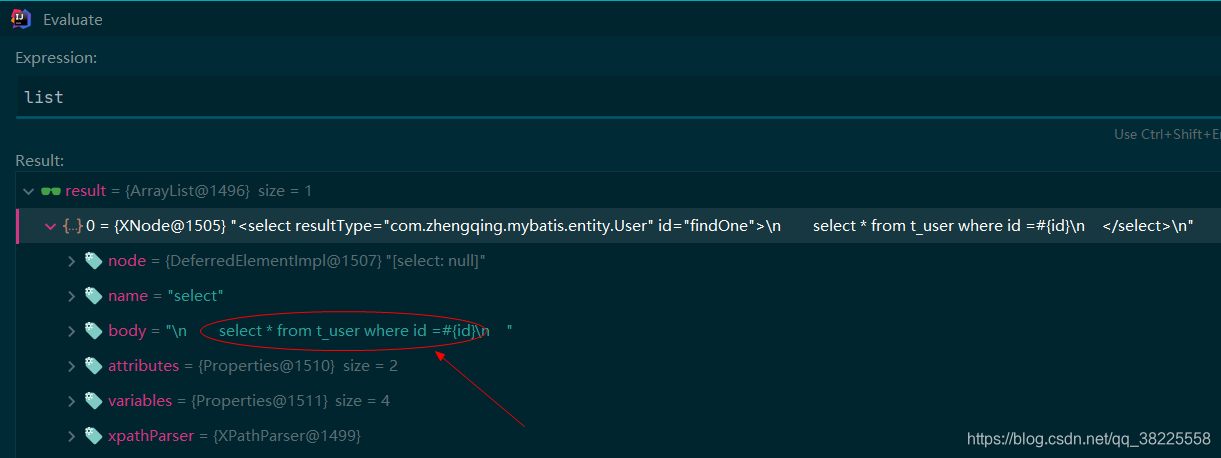 Evaluate
Expression:
list
Use Ctrl+Shift+En
Result:
result = {ArrayList@1496} size = 1
{...} 0 = {XNode@1505} "<select resultType="com.zhengqing.mybatis.entity.User" id="findOne">\n select * from t_user where id =#{id}\n </select>\n"
node = {DeferredElementImpl@1507} "[select: null]"
name = "select"
body = "\n select * from t_user where id =#{id}\n "
attributes = {Properties@1510} size = 2
variables = {Properties@1511} size = 4
xpathParser = {XPathParser@1499}
https://blog.csdn.net/qq_38225558